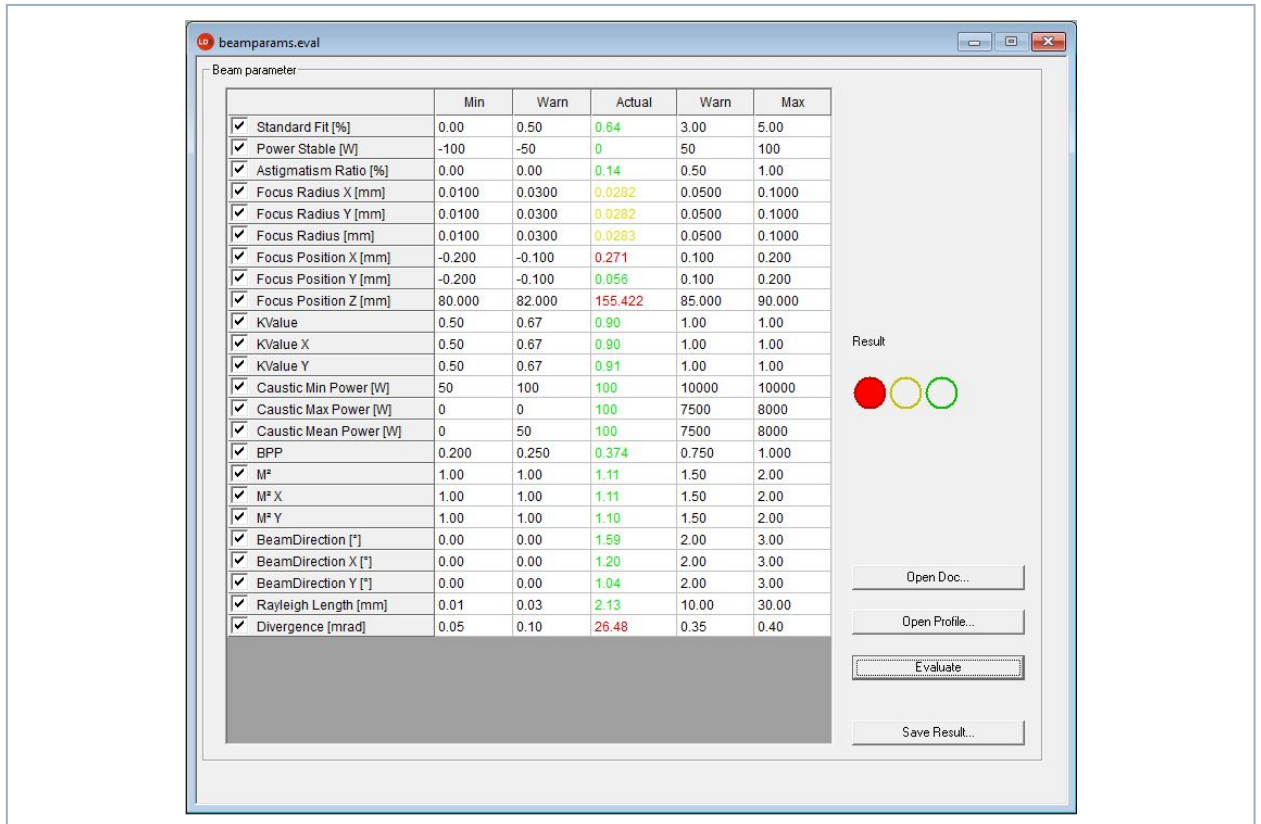 LD beamparams.eval
Beam parameter
Min Warn Actual Warn Max
Standard Fit [%] 0.00 0.50 0.64 3.00 5.00
Power Stable [W] -100 -50 0 50 100
Astigmatism Ratio [%] 0.00 0.00 0.14 0.50 1.00
Focus Radius X [mm] 0.0100 0.0300 0.0282 0.0500 0.1000
Focus Radius Y [mm] 0.0100 0.0300 0.0282 0.0500 0.1000
Focus Radius [mm] 0.0100 0.0300 0.0283 0.0500 0.1000
Focus Position X [mm] -0.200 -0.100 0.271 0.100 0.200
Focus Position Y [mm] -0.200 -0.100 0.056 0.100 0.200
Focus Position Z [mm] 80.000 82.000 155.422 85.000 90.000
KValue 0.50 0.67 0.90 1.00 1.00
KValue X 0.50 0.67 0.90 1.00 1.00
KValue Y 0.50 0.67 0.91 1.00 1.00
Caustic Min Power [W] 50 100 100 10000 10000
Caustic Max Power [W] 0 0 100 7500 8000
Caustic Mean Power [W] 0 50 100 7500 8000
BPP 0.200 0.250 0.374 0.750 1.000
M² 1.00 1.00 1.11 1.50 2.00
M² X 1.00 1.00 1.11 1.50 2.00
M² Y 1.00 1.00 1.10 1.50 2.00
BeamDirection [°] 0.00 0.00 1.59 2.00 3.00
BeamDirection X [°] 0.00 0.00 1.20 2.00 3.00
BeamDirection Y [°] 0.00 0.00 1.04 2.00 3.00
Rayleigh Length [mm] 0.01 0.03 2.13 10.00 30.00
Divergence [mrad] 0.05 0.10 26.48 0.35 0.40
Result
Open Doc...
Open Profile...
Evaluate
Save Result...